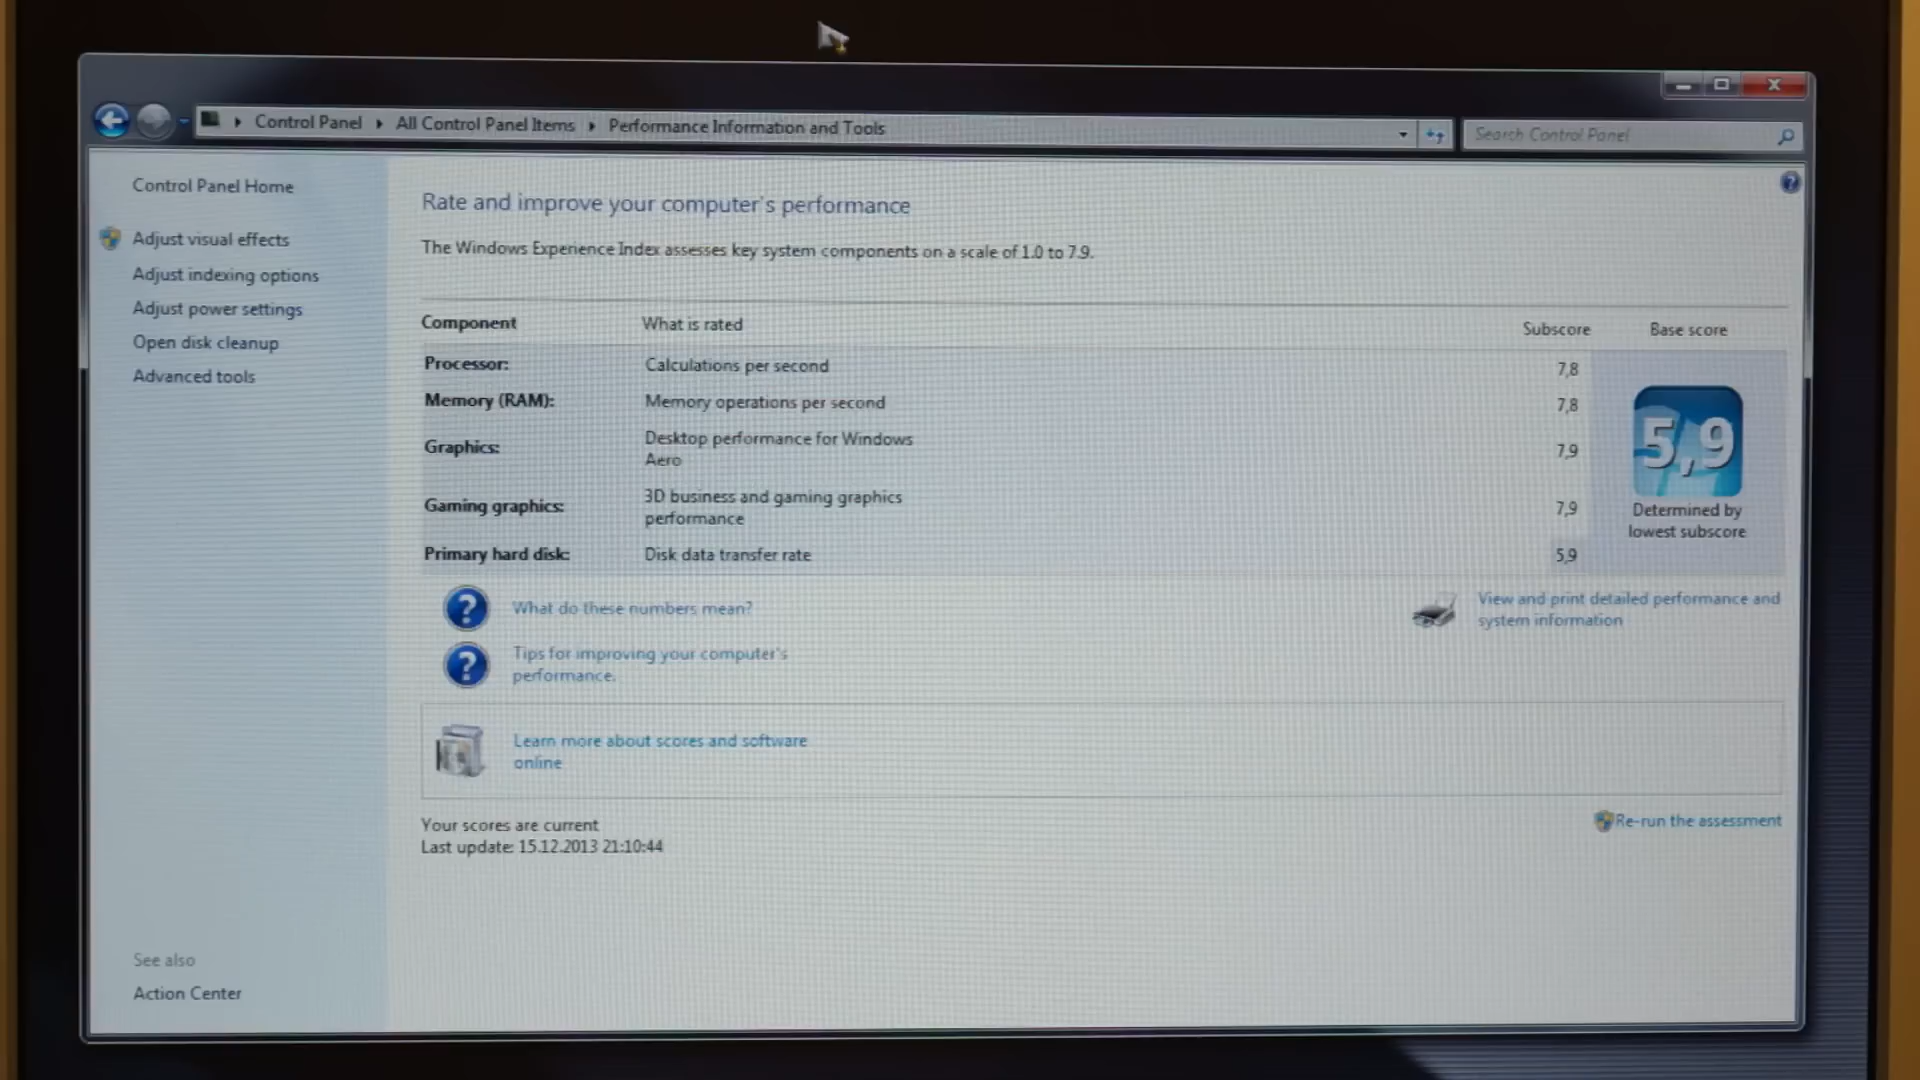 Control Panel
All Control Panel Items
Performance Information and Tools
Search Control Panel
Control Panel Home
Adjust visual effects
Adjust indexing options
Adjust power settings
Open disk cleanup
Advanced tools
See also
Action Center
Rate and improve your computer's performance
The Windows Experience Index assesses key system components on a scale of 1.0 to 7.9.
Component What is rated Subscore Base score
Processor: Calculations per second 7,8
Memory (RAM): Memory operations per second 7,8
Graphics: Desktop performance for Windows
Aero 7,9
Gaming graphics: 3D business and gaming graphics
performance 7,9
Primary hard disk: Disk data transfer rate 5,9
5,9
Determined by
lowest subscore
What do these numbers mean?
Tips for improving your computer's
performance.
View and print detailed performance and
system information
Learn more about scores and software
online
Your scores are current
Last update: 15.12.2013 21:10:44
Re-run the assessment